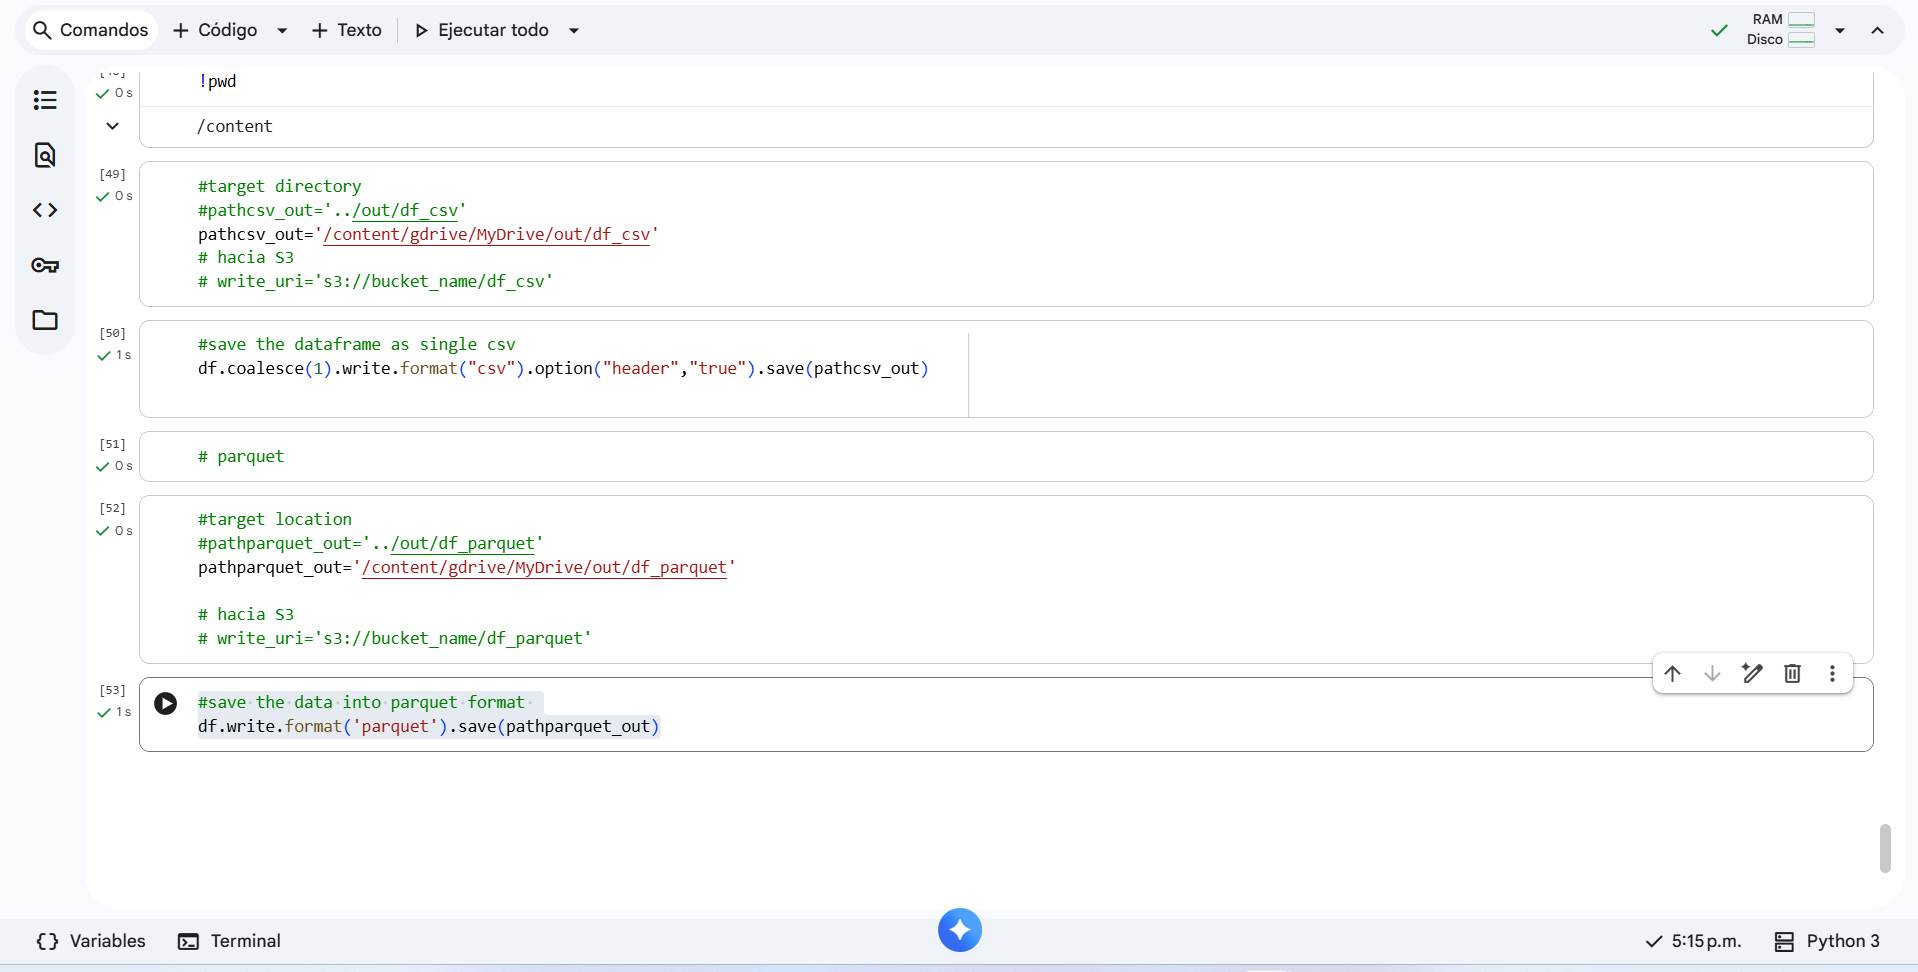 Comandos
+ Código
+ Texto
Ejecutar todo
RAM
Disco
0 s
!pwd
/content
[49]
0 s
#target directory
#pathcsv_out='../out/df_csv'
pathcsv_out='/content/gdrive/MyDrive/out/df_csv'
# hacia S3
# write_uri='s3://bucket_name/df_csv'
[50]
1 s
#save the dataframe as single csv
df.coalesce(1).write.format("csv").option("header","true").save(pathcsv_out)
[51]
0 s
# parquet
[52]
0 s
#target location
#pathparquet_out='../out/df_parquet'
pathparquet_out='/content/gdrive/MyDrive/out/df_parquet'
# hacia S3
# write_uri='s3://bucket_name/df_parquet'
[53]
1 s
#save the data into parquet format
df.write.format('parquet').save(pathparquet_out)
{} Variables
Terminal
5:15 p.m.
Python 3